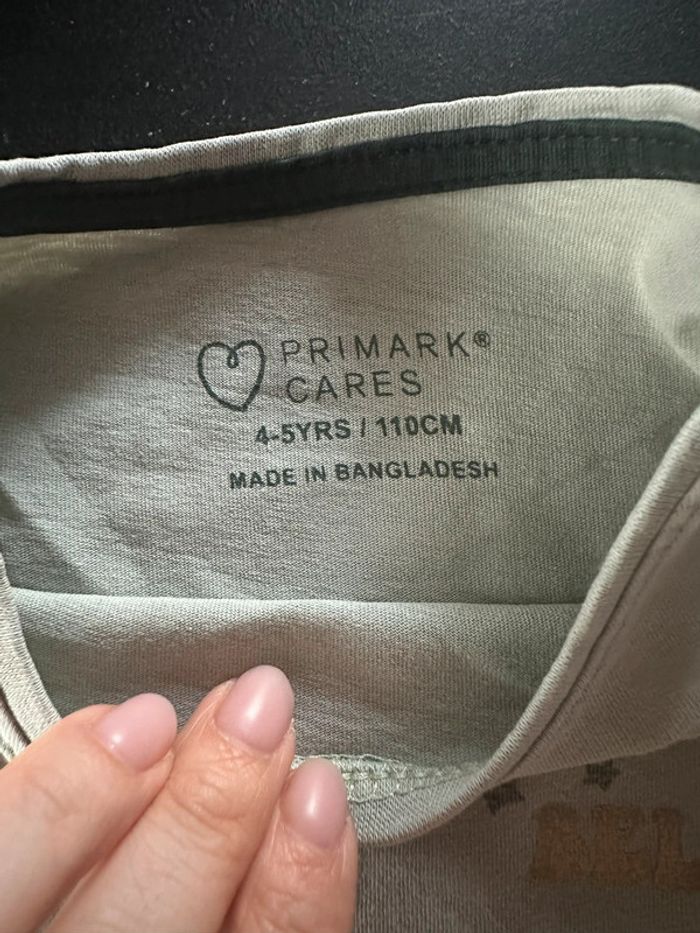 PRIMARK®
CARES
4-5YRS / 110CM
MADE IN BANGLADESH